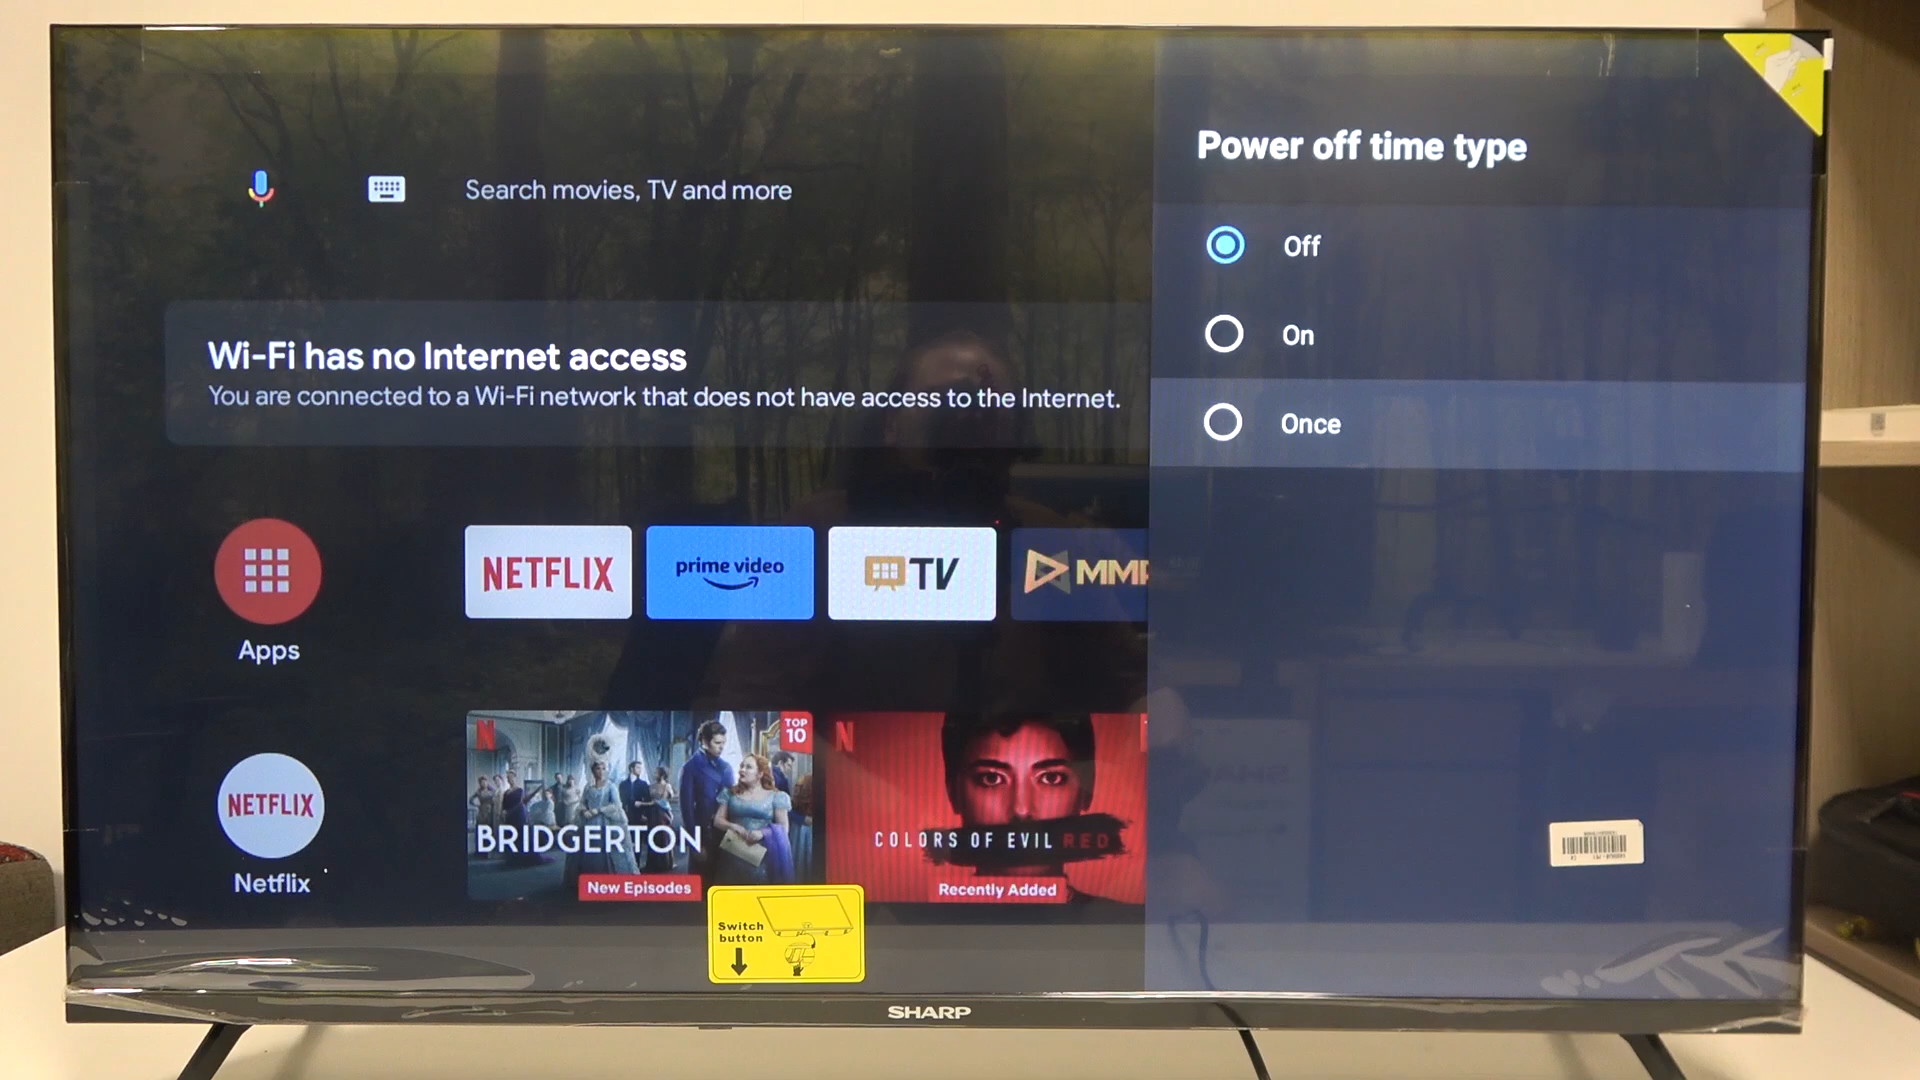 Search movies, TV and more
Wi-Fi has no Internet access
You are connected to a Wi-Fi network that does not have access to the Internet.
Apps
NETFLIX
prime video
TV
NETFLIX
Netflix
N
TOP
10
BRIDGERTON
New Episodes
N
COLORS OF EVIL RED
Recently Added
Power off time type
Off
On
Once
Switch
button
SHARP